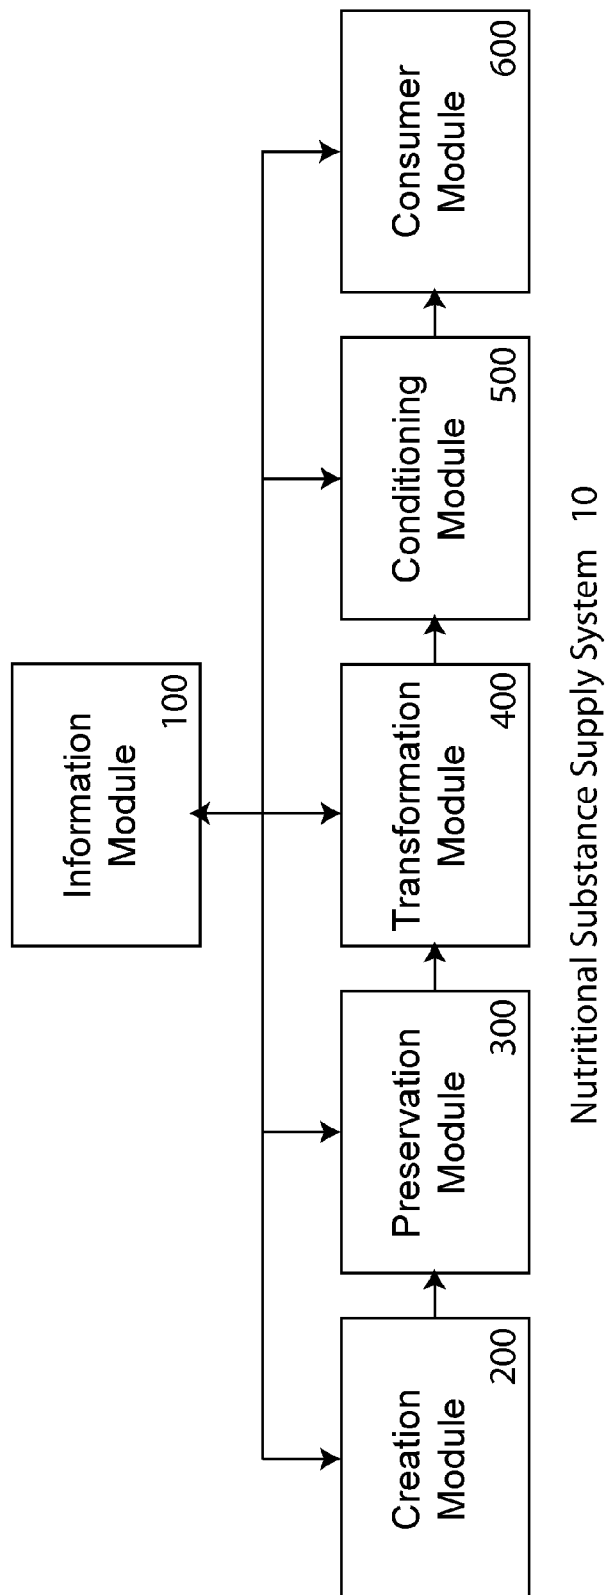 Information
Module
100
Creation
Module
200
Preservation
Module
300
Transformation
Module
400
Conditioning
Module
500
Consumer
Module
600
Nutritional Substance Supply System 10